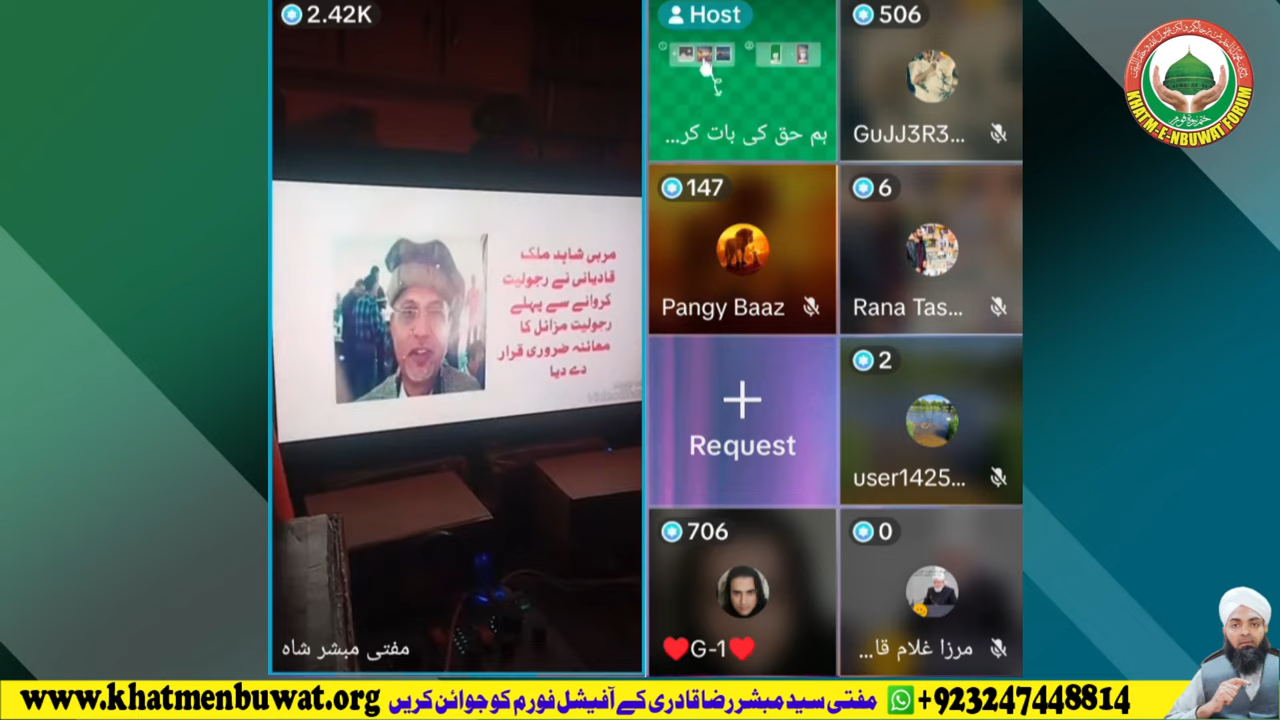 2.42K
مربی شاہد ملک
قادیانی نے رجولیت
کروانے سے پہلے
رجولیت مزائل کا
معائنہ ضروری قرار
دے دیا
مفتی مبشر شاہ
Host
ہم حق کی بات کر...
506
GuJJ3R3...
147
Pangy Baaz
6
Rana Tas...
+
Request
2
user1425...
706
❤️G-1❤️
0
مرزا غلام قا...
KHATM-E-NBUWAT FORUM
www.khatmenbuwat.org مفتی سید مبشر رضا قادری کے آفیشل فورم کو جوائن کریں +923247448814